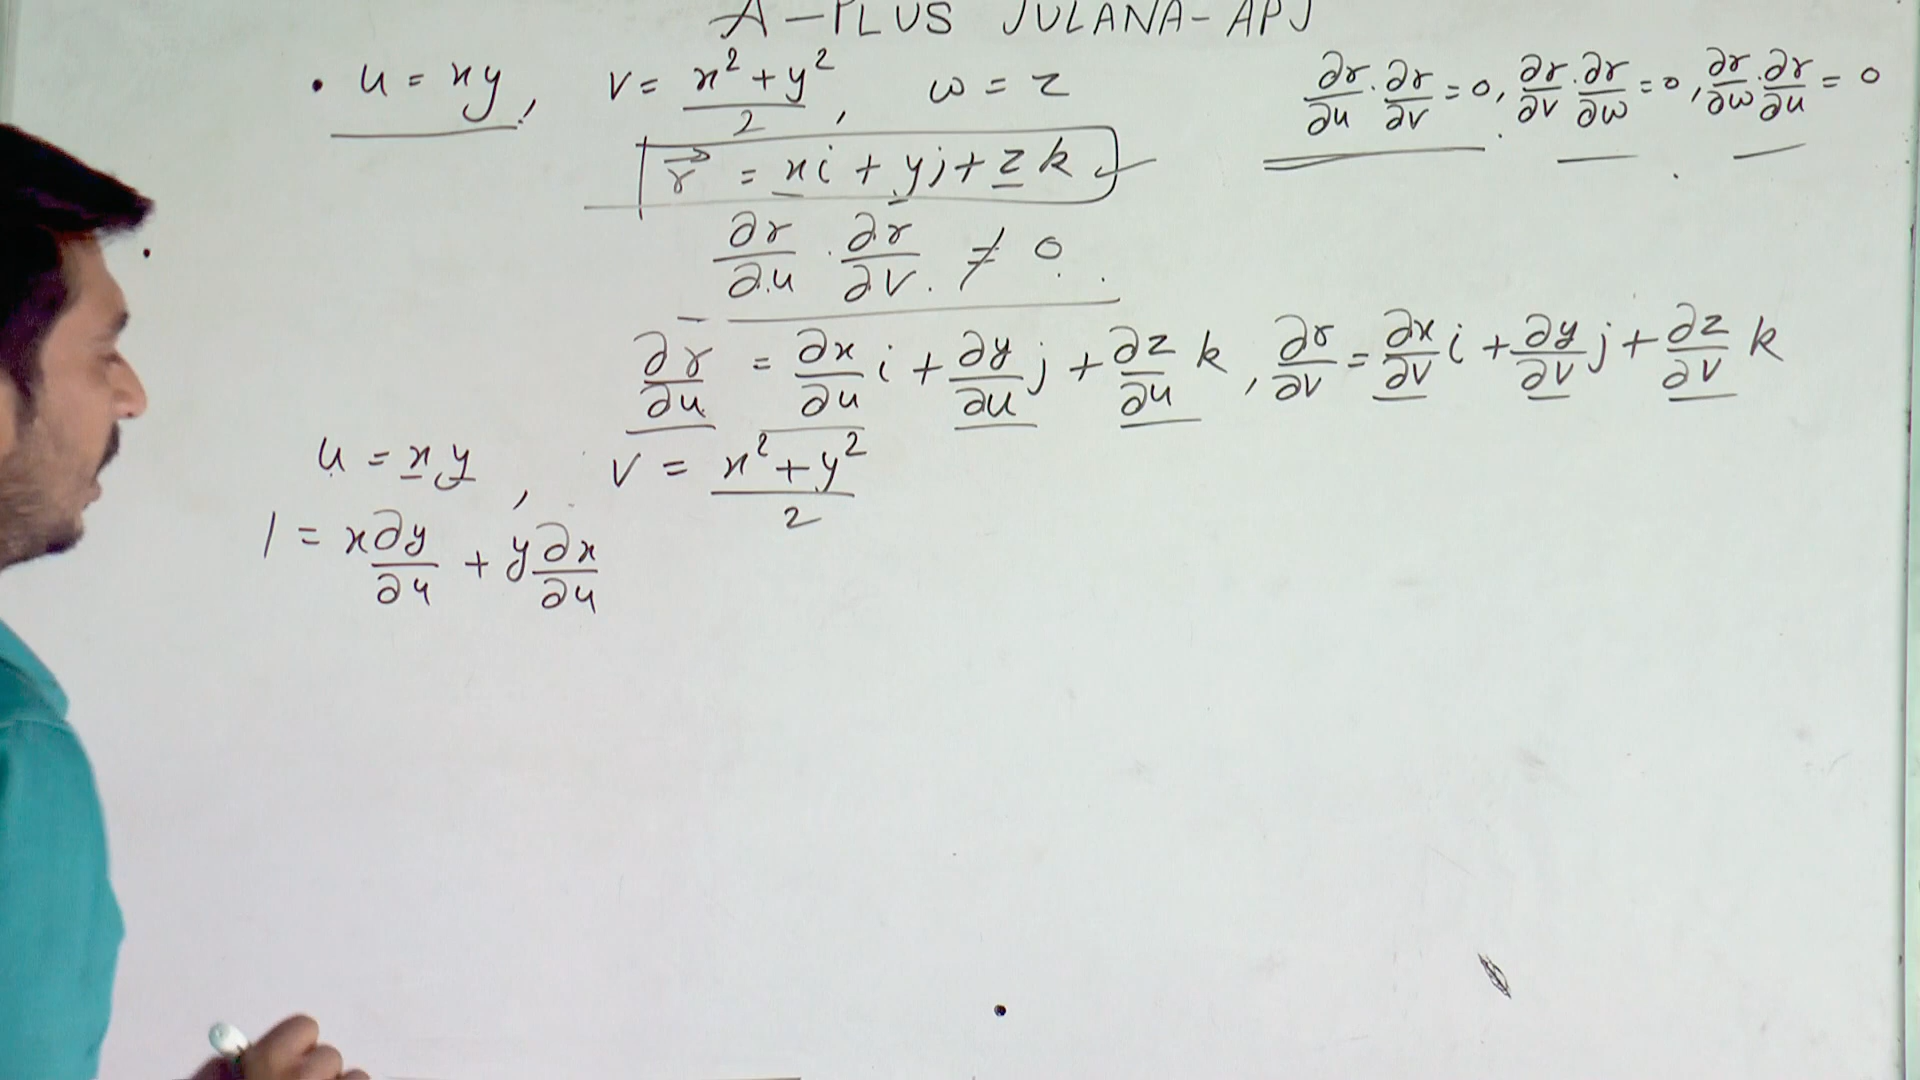 A-PLUS JULANA-APJ
• u = xy, v = x²+y²/2, w = z
∂r/∂u · ∂r/∂v = 0, ∂r/∂v · ∂r/∂w = 0, ∂r/∂w · ∂r/∂u = 0
r⃗ = xi + yj + zk
∂r/∂u · ∂r/∂v ≠ 0
∂r/∂u = ∂x/∂u i + ∂y/∂u j + ∂z/∂u k, ∂r/∂v = ∂x/∂v i + ∂y/∂v j + ∂z/∂v k
u = xy, v = x²+y²/2
1 = x∂y/∂u + y∂x/∂u